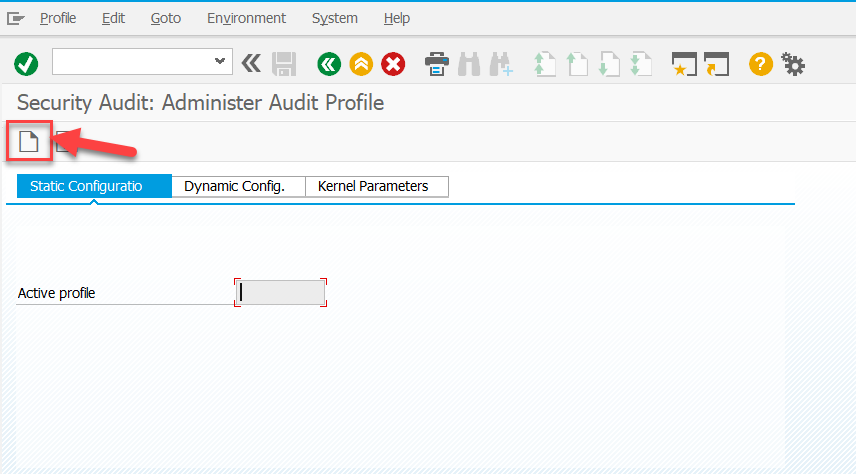 Profile Edit Goto Environment System Help
?
Security Audit: Administer Audit Profile
Static Configuratio Dynamic Config. Kernel Parameters
Active profile